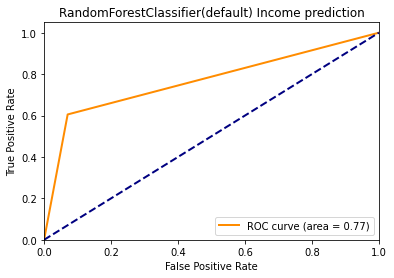 RandomForestClassifier(default) Income prediction
True Positive Rate
1.0
0.8
0.6
0.4
0.2
0.0
ROC curve (area = 0.77)
0.0 0.2 0.4 0.6 0.8 1.0
False Positive Rate